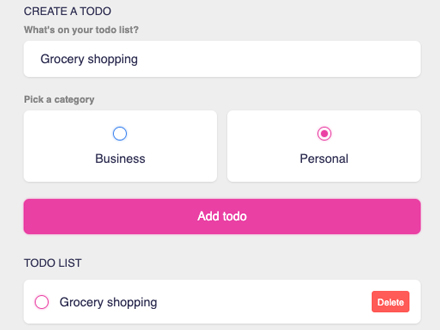 CREATE A TODO
What's on your todo list?
Grocery shopping
Pick a category
Business
Personal
Add todo
TODO LIST
Grocery shopping
Delete